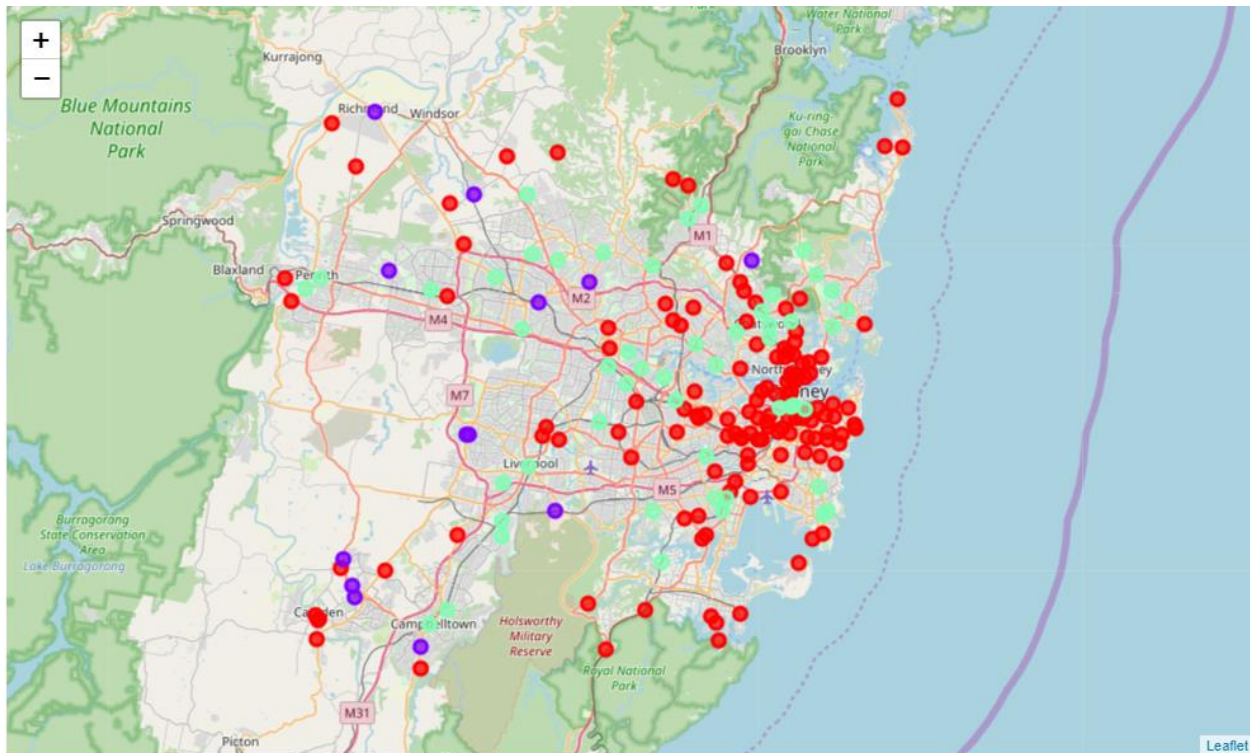 Water National
Park
Brooklyn
Kurrajong
+
−
Blue Mountains
National
Park
Richmond
Windsor
Ku-ring-
gai Chase
National
Park
Springwood
M1
Blaxland
M2
M4
North
ney
M7
Liverpool
M5
Burragorang
State Conservation
Area
Lake Burragorang
Campbelltown
Holsworthy
Military
Reserve
Royal National
Park
M31
Picton
Leaflet